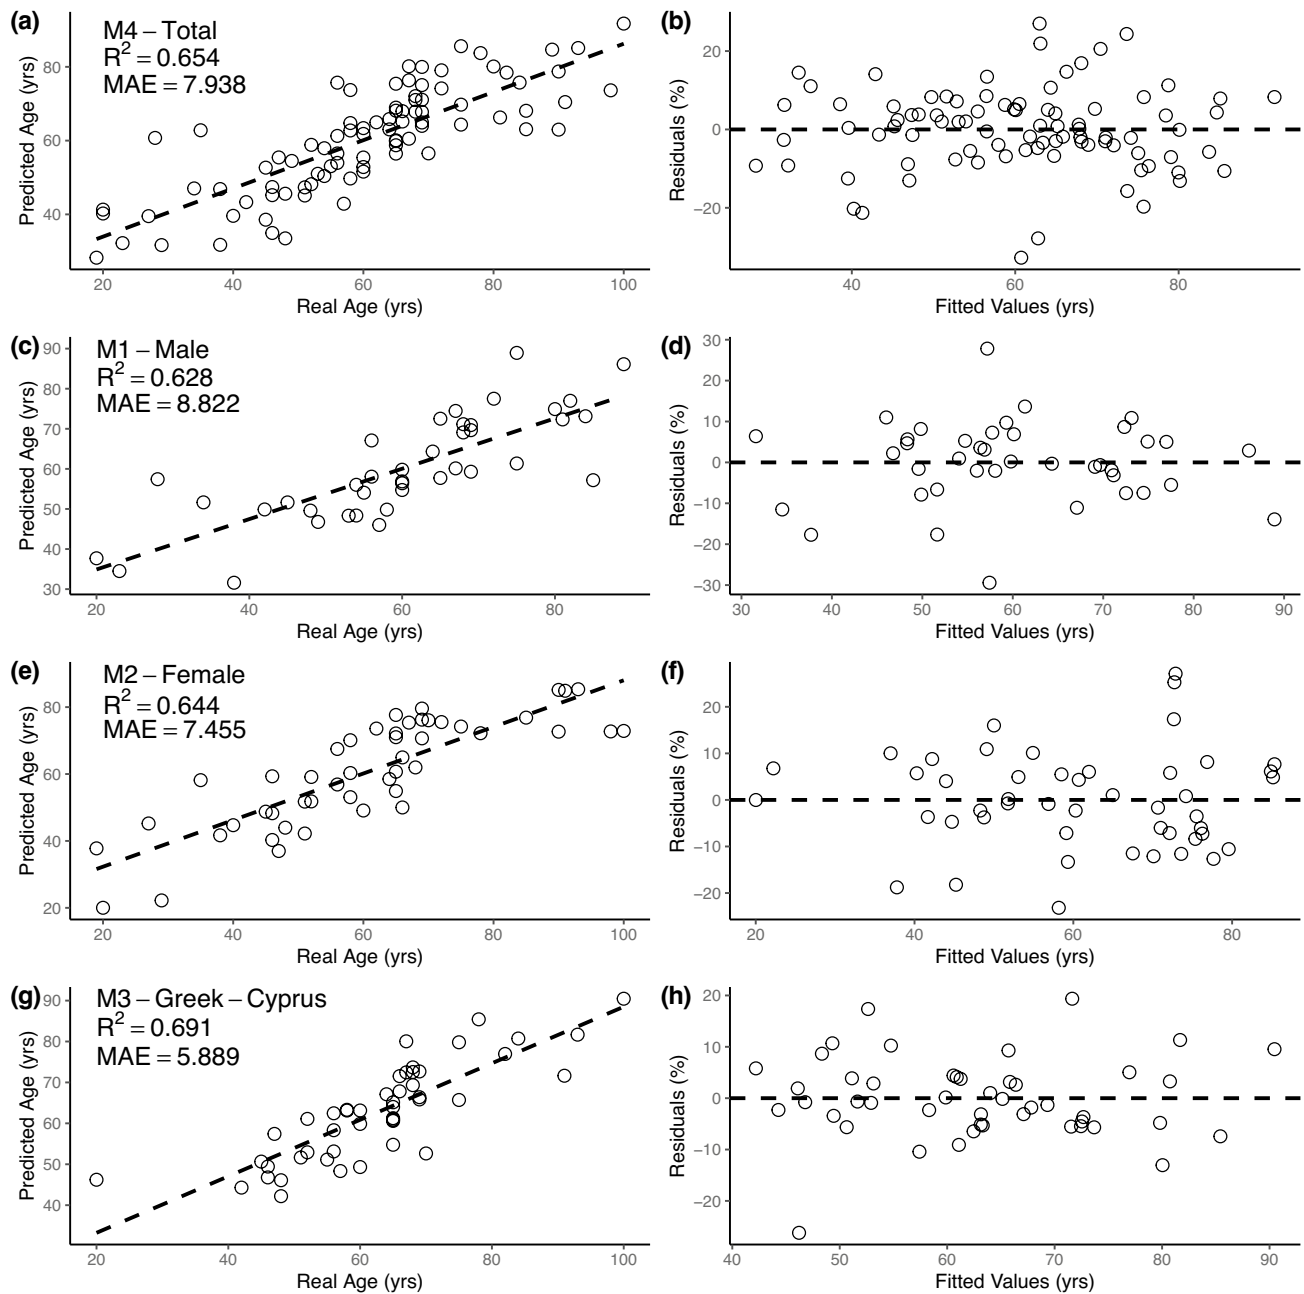 (a)
M4 – Total
R² = 0.654
MAE = 7.938
Predicted Age (yrs)
80
60
40
20 40 60 80 100
Real Age (yrs)
(b)
Residuals (%)
20
0
−20
40 60 80
Fitted Values (yrs)
(c)
M1 – Male
R² = 0.628
MAE = 8.822
Predicted Age (yrs)
90
80
70
60
50
40
30
20 40 60 80
Real Age (yrs)
(d)
Residuals (%)
30
20
10
0
−10
−20
−30
30 40 50 60 70 80 90
Fitted Values (yrs)
(e)
M2 – Female
R² = 0.644
MAE = 7.455
Predicted Age (yrs)
80
60
40
20
20 40 60 80 100
Real Age (yrs)
(f)
Residuals (%)
20
10
0
−10
−20
20 40 60 80
Fitted Values (yrs)
(g)
M3 – Greek – Cyprus
R² = 0.691
MAE = 5.889
Predicted Age (yrs)
90
80
70
60
50
40
20 40 60 80 100
Real Age (yrs)
(h)
Residuals (%)
20
10
0
−10
−20
40 50 60 70 80 90
Fitted Values (yrs)